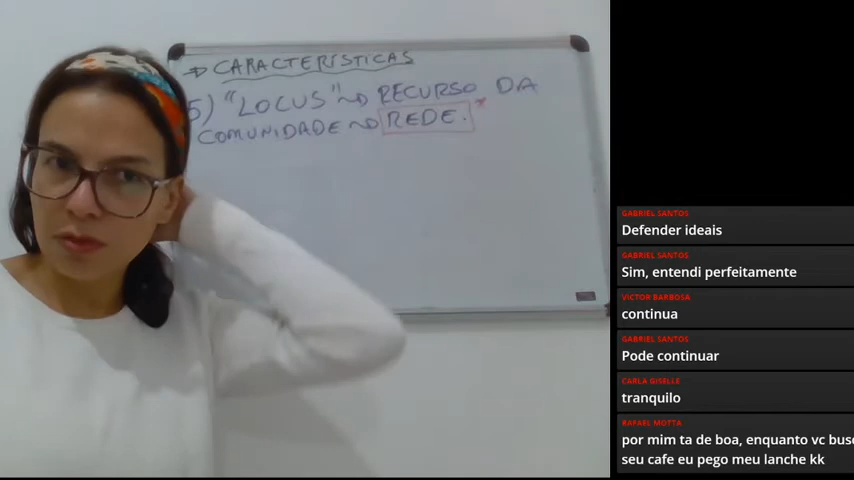 → CARACTERÍSTICAS
5) "LOCUS" → RECURSO DA
COMUNIDADE → REDE. *
GABRIEL SANTOS
Defender ideais
GABRIEL SANTOS
Sim, entendi perfeitamente
VICTOR BARBOSA
continua
GABRIEL SANTOS
Pode continuar
CARLA GISELLE
tranquilo
RAFAEL MOTTA
por mim ta de boa, enquanto vc busc
seu cafe eu pego meu lanche kk